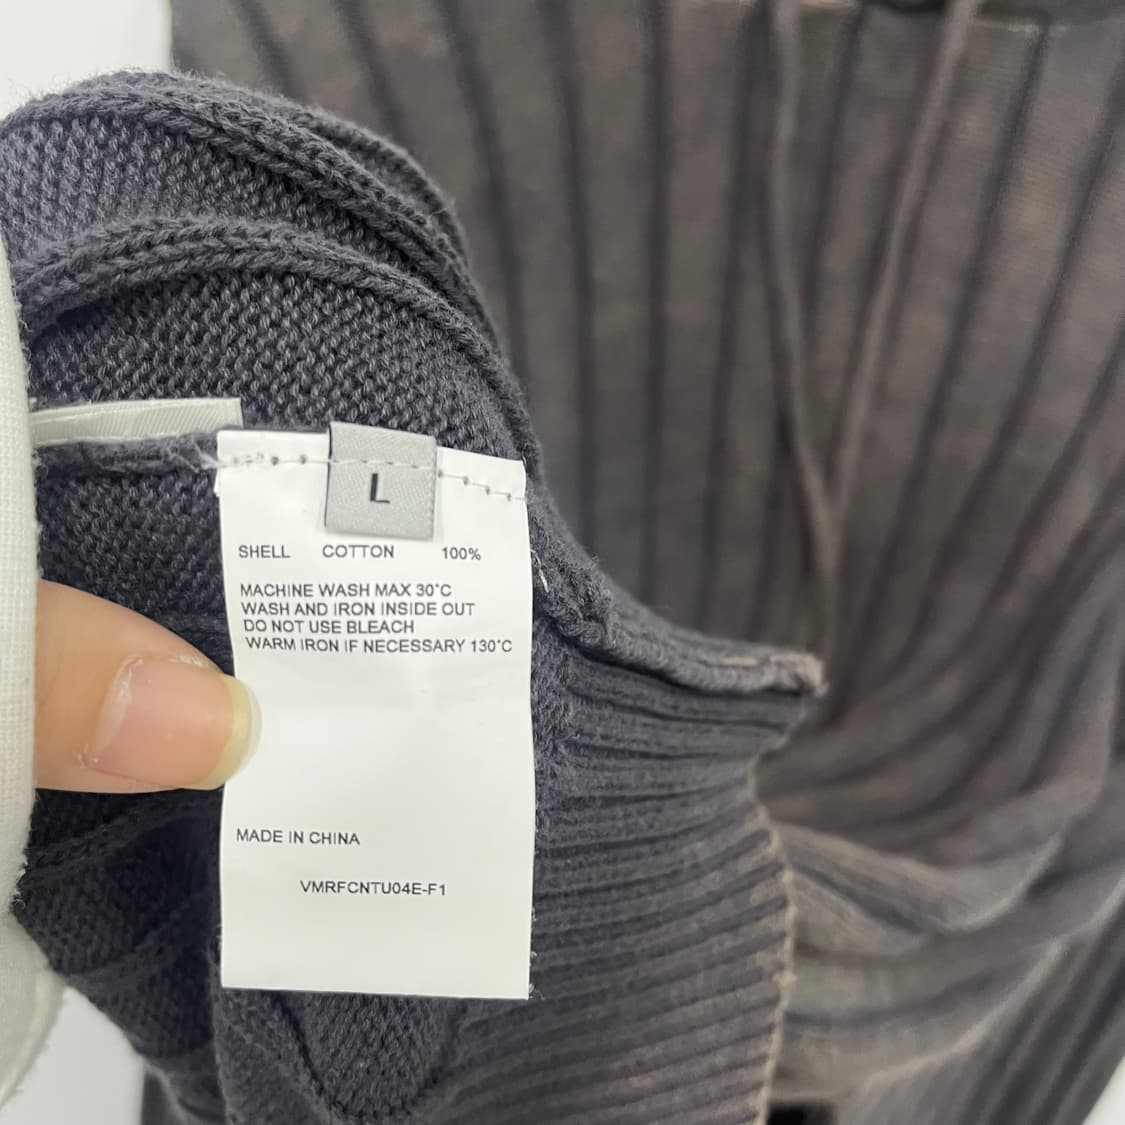 L
SHELL COTTON 100%
MACHINE WASH MAX 30°C
WASH AND IRON INSIDE OUT
DO NOT USE BLEACH
WARM IRON IF NECESSARY 130°C
MADE IN CHINA
VMRFCNTU04E-F1